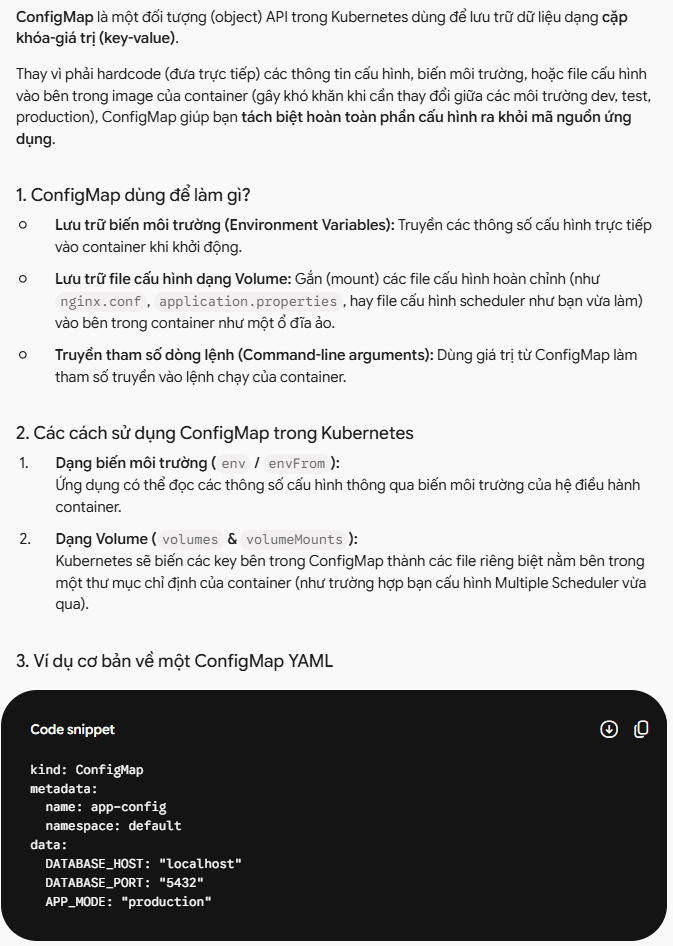 ConfigMap là một đối tượng (object) API trong Kubernetes dùng để lưu trữ dữ liệu dạng cặp
khóa-giá trị (key-value).
Thay vì phải hardcode (đưa trực tiếp) các thông tin cấu hình, biến môi trường, hoặc file cấu hình
vào bên trong image của container (gây khó khăn khi cần thay đổi giữa các môi trường dev, test,
production), ConfigMap giúp bạn tách biệt hoàn toàn phần cấu hình ra khỏi mã nguồn ứng
dụng.
1. ConfigMap dùng để làm gì?
Lưu trữ biến môi trường (Environment Variables): Truyền các thông số cấu hình trực tiếp
vào container khi khởi động.
Lưu trữ file cấu hình dạng Volume: Gắn (mount) các file cấu hình hoàn chỉnh (như
nginx.conf, application.properties, hay file cấu hình scheduler như bạn vừa làm)
vào bên trong container như một ổ đĩa ảo.
Truyền tham số dòng lệnh (Command-line arguments): Dùng giá trị từ ConfigMap làm
tham số truyền vào lệnh chạy của container.
2. Các cách sử dụng ConfigMap trong Kubernetes
1. Dạng biến môi trường ( env / envFrom ):
Ứng dụng có thể đọc các thông số cấu hình thông qua biến môi trường của hệ điều hành
container.
2. Dạng Volume ( volumes & volumeMounts ):
Kubernetes sẽ biến các key bên trong ConfigMap thành các file riêng biệt nằm bên trong
một thư mục chỉ định của container (như trường hợp bạn cấu hình Multiple Scheduler vừa
qua).
3. Ví dụ cơ bản về một ConfigMap YAML
Code snippet
kind: ConfigMap
metadata:
  name: app-config
  namespace: default
data:
  DATABASE_HOST: "localhost"
  DATABASE_PORT: "5432"
  APP_MODE: "production"